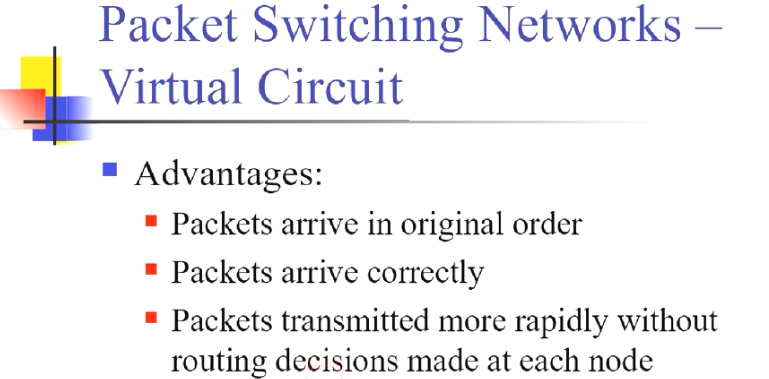 Packet Switching Networks –
Virtual Circuit
Advantages:
Packets arrive in original order
Packets arrive correctly
Packets transmitted more rapidly without
routing decisions made at each node